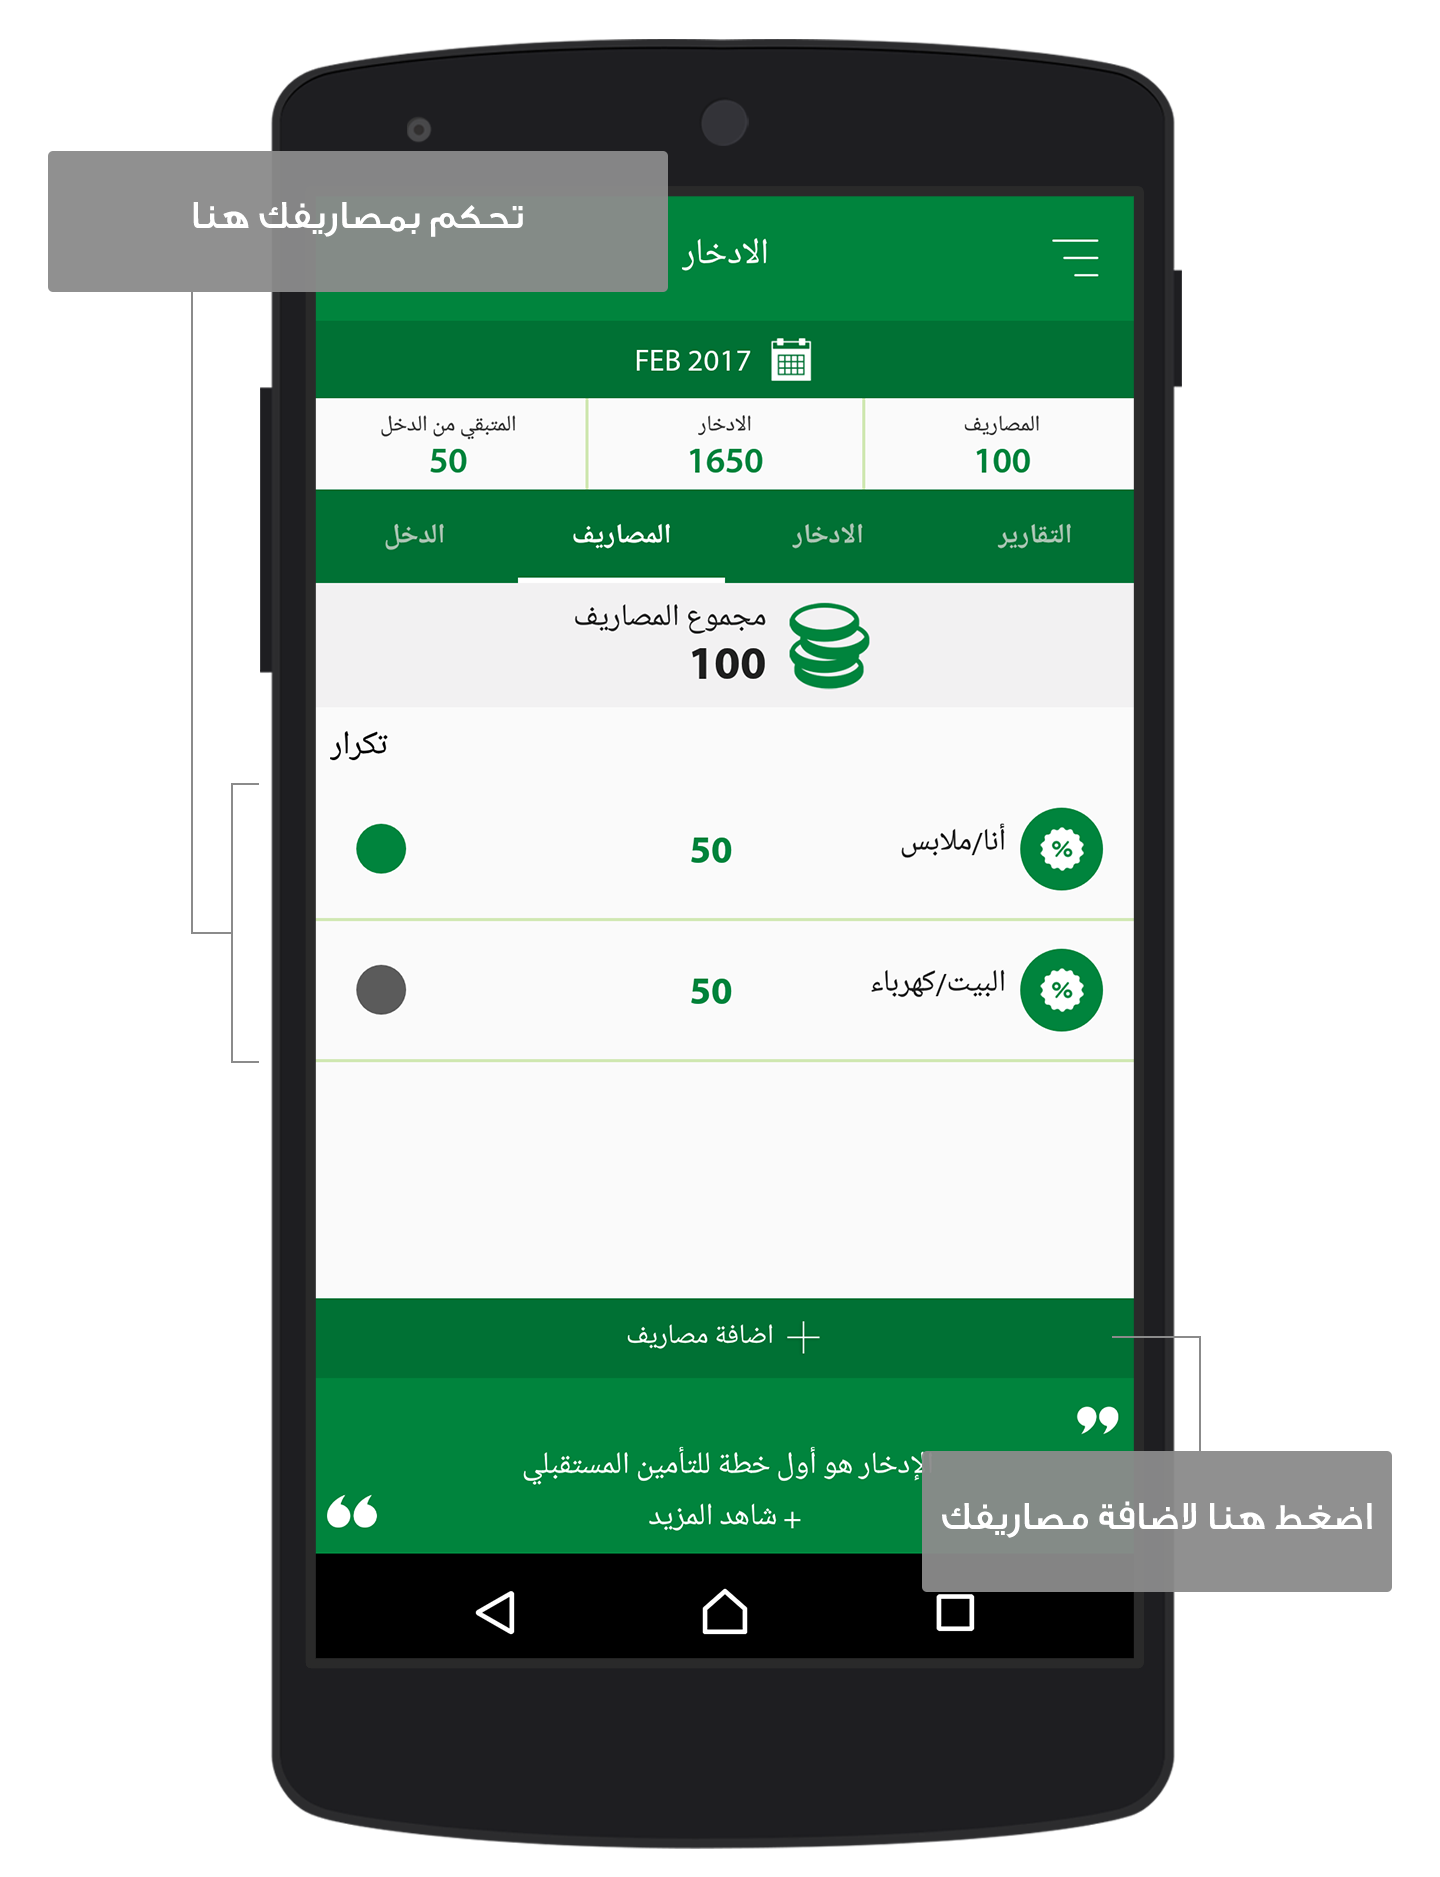 تحكم بمصاريفك هنا
الادخار
FEB 2017
المصاريف
100
الادخار
1650
المتبقي من الدخل
50
التقارير
الادخار
المصاريف
الدخل
مجموع المصاريف
100
تكرار
أنا/ملابس
50
البيت/كهرباء
50
اضافة مصاريف
الإدخار هو أول خطة للتأمين المستقبلي
+ شاهد المزيد
اضغط هنا لاضافة مصاريفك